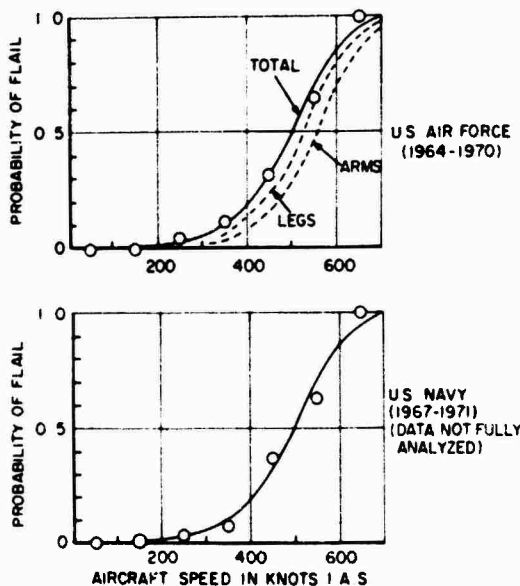 PROBABILITY OF FLAIL
1 0
0 5
0
TOTAL
ARMS
LEGS
200 400 600
US AIR FORCE
(1964-1970)
PROBABILITY OF FLAIL
1 0
0 5
0
200 400 600
US NAVY
(1967-1971)
(DATA NOT FULLY
ANALYZED)
AIRCRAFT SPEED IN KNOTS I A S